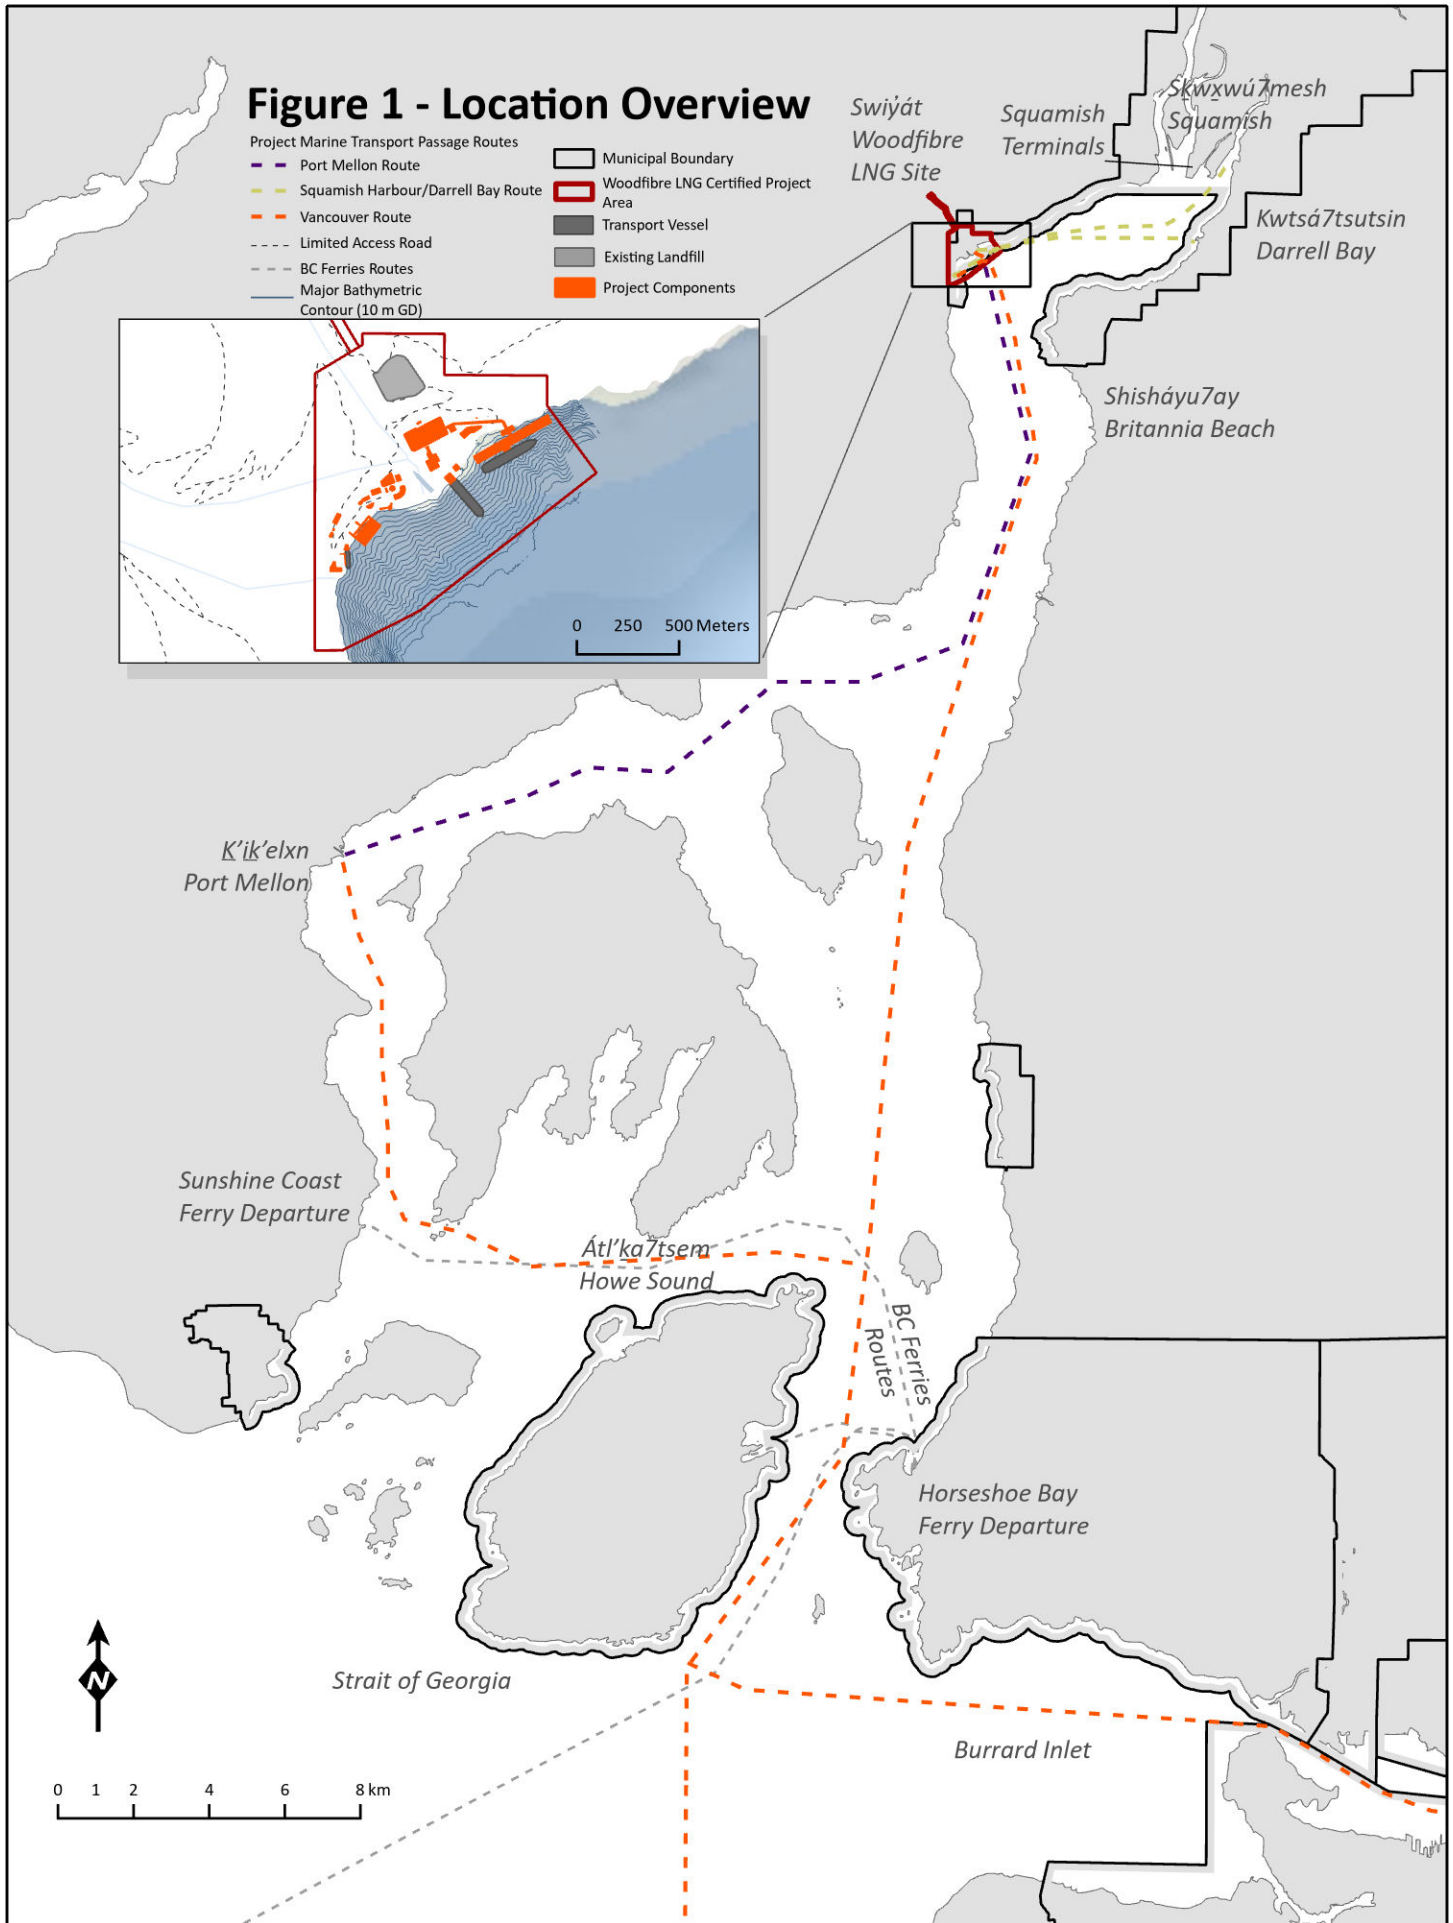 Figure 1 - Location Overview
Project Marine Transport Passage Routes
Port Mellon Route
Squamish Harbour/Darrell Bay Route
Vancouver Route
Limited Access Road
BC Ferries Routes
Major Bathymetric
Contour (10 m GD)
Municipal Boundary
Woodfibre LNG Certified Project
Area
Transport Vessel
Existing Landfill
Project Components
Swiy̓át
Woodfibre
LNG Site
Squamish
Terminals
Sḵwx̱wú7mesh
Squamish
Kwtsá7tsutsin
Darrell Bay
Shisháyu7ay
Britannia Beach
0 250 500 Meters
Ḵ’iḵ’elxn
Port Mellon
Sunshine Coast
Ferry Departure
Átl’ḵa7tsem
Howe Sound
BC Ferries
Routes
Horseshoe Bay
Ferry Departure
N
Strait of Georgia
Burrard Inlet
0 1 2 4 6 8 km